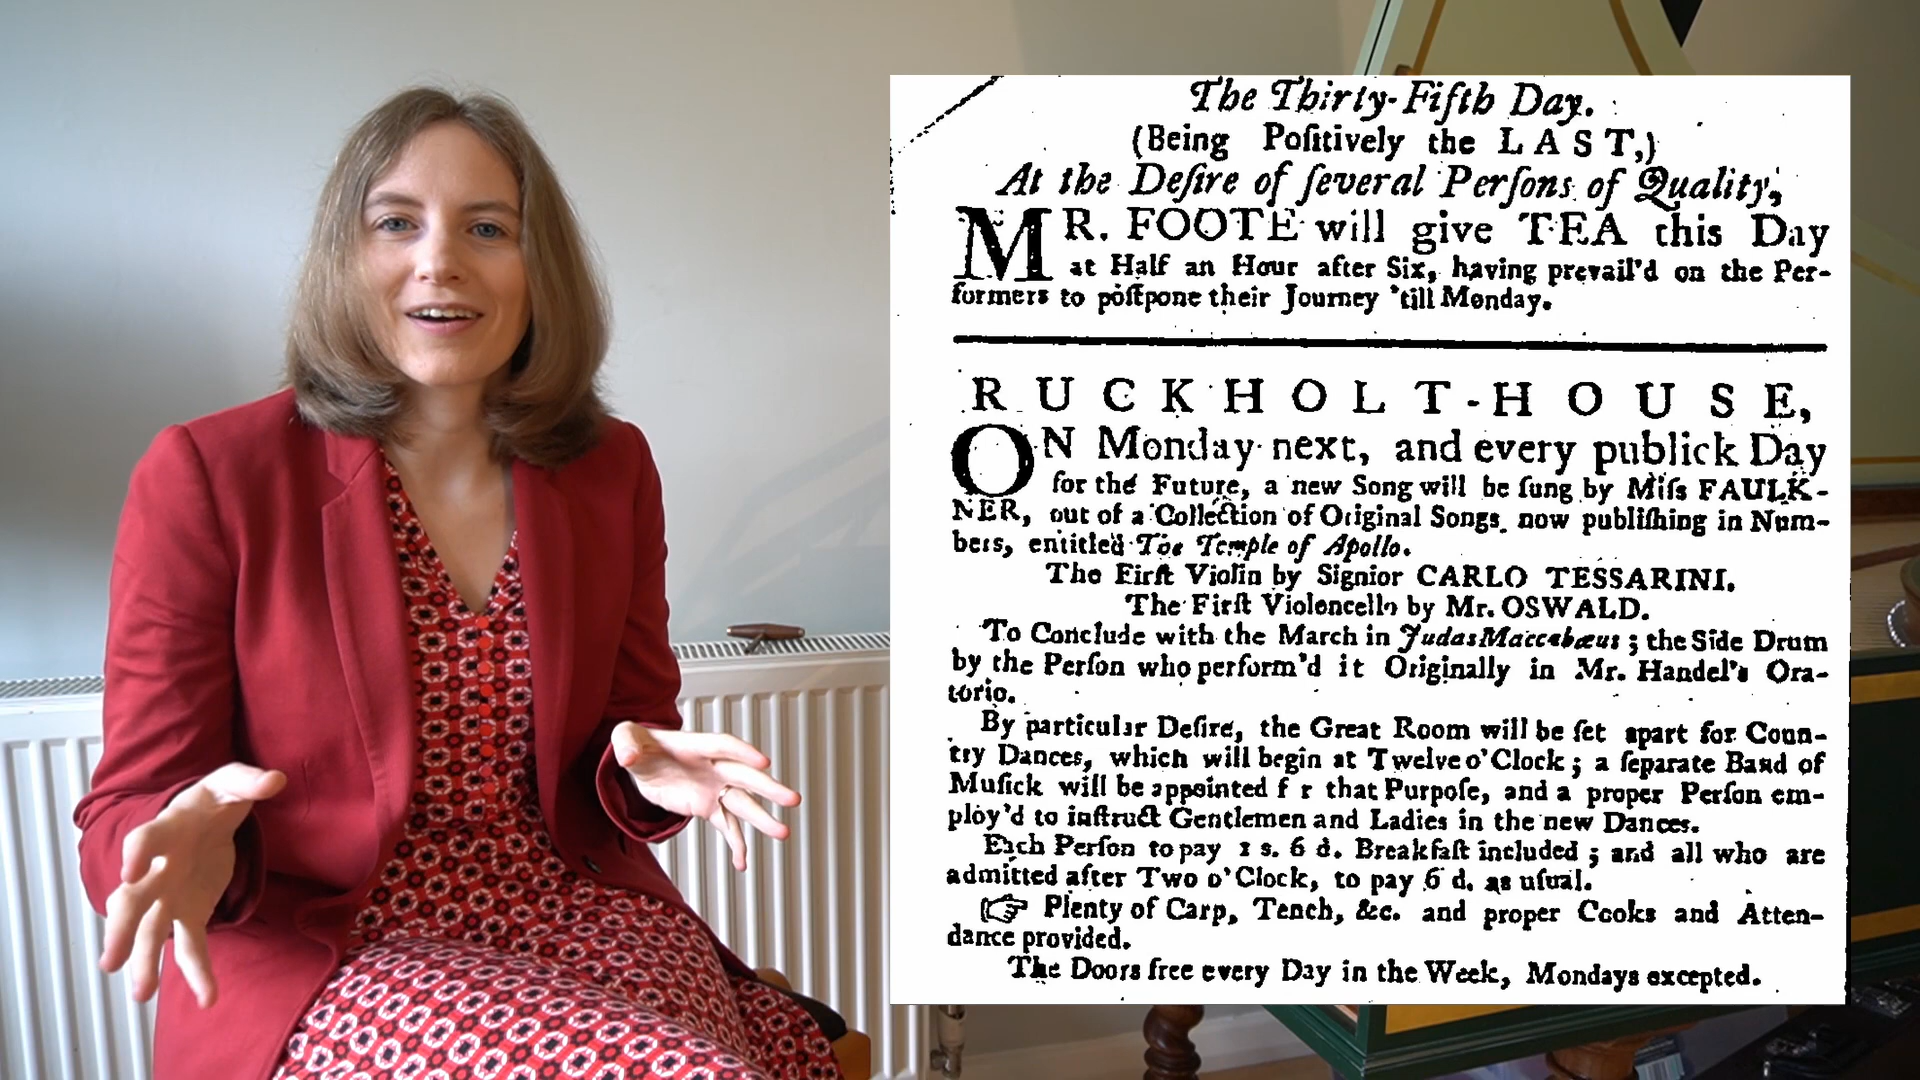 The Thirty-Fifth Day.
(Being Poſitively the LAST,)
At the Deſire of ſeveral Perſons of Quality,
MR. FOOTE will give TEA this Day
at Half an Hour after Six, having prevail'd on the Per-
formers to poſtpone their Journey 'till Monday.
RUCKHOLT-HOUSE,
ON Monday next, and every publick Day
for the Future, a new Song will be ſung by Miſs FAULK-
NER, out of a Collection of Original Songs, now publiſhing in Num-
bers, entitled The Temple of Apollo.
The Firſt Violin by Signior CARLO TESSARINI.
The Firſt Violoncello by Mr. OSWALD.
To Conclude with the March in Judas Maccabæus; the Side Drum
by the Perſon who perform'd it Originally in Mr. Handel's Ora-
torio.
By particular Deſire, the Great Room will be ſet apart for Coun-
try Dances, which will begin at Twelve o'Clock; a ſeparate Band of
Muſick will be appointed f r that Purpoſe, and a proper Perſon em-
ploy'd to inſtruct Gentlemen and Ladies in the new Dances.
Each Perſon to pay 1 s. 6 d. Breakfaſt included; and all who are
admitted after Two o'Clock, to pay 6 d. as uſual.
☞ Plenty of Carp, Tench, &c. and proper Cooks and Atten-
dance provided.
The Doors free every Day in the Week, Mondays excepted.